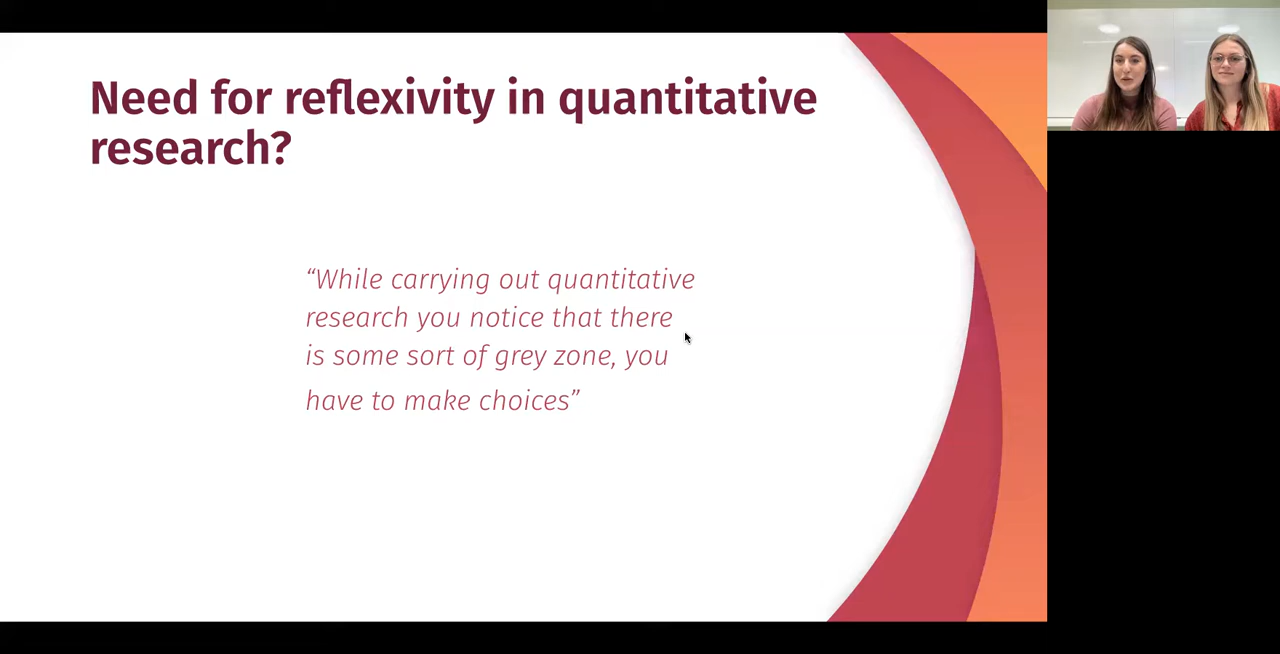 Need for reflexivity in quantitative
research?
“While carrying out quantitative
research you notice that there
is some sort of grey zone, you
have to make choices”